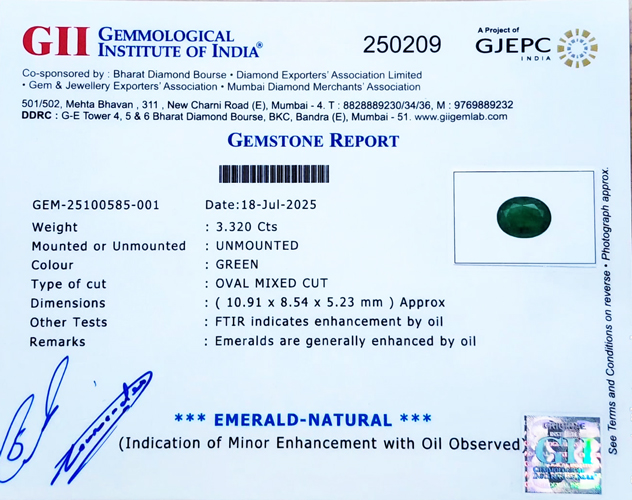 GII GEMMOLOGICAL INSTITUTE OF INDIA®
250209
A Project of
GJEPC
INDIA
Co-sponsored by : Bharat Diamond Bourse • Diamond Exporters' Association Limited
• Gem & Jewellery Exporters' Association • Mumbai Diamond Merchants' Association
501/502, Mehta Bhavan , 311 , New Charni Road (E), Mumbai - 4. T : 8828889230/34/36, M : 9769889232
DDRC : G-E Tower 4, 5 & 6 Bharat Diamond Bourse, BKC, Bandra (E), Mumbai - 51. www.giigemlab.com
GEMSTONE REPORT
GEM-25100585-001 Date:18-Jul-2025
Weight : 3.320 Cts
Mounted or Unmounted : UNMOUNTED
Colour : GREEN
Type of cut : OVAL MIXED CUT
Dimensions : ( 10.91 x 8.54 x 5.23 mm ) Approx
Other Tests : FTIR indicates enhancement by oil
Remarks : Emeralds are generally enhanced by oil
*** EMERALD-NATURAL ***
(Indication of Minor Enhancement with Oil Observed)
GII
See Terms and Conditions on reverse • Photograph approx.